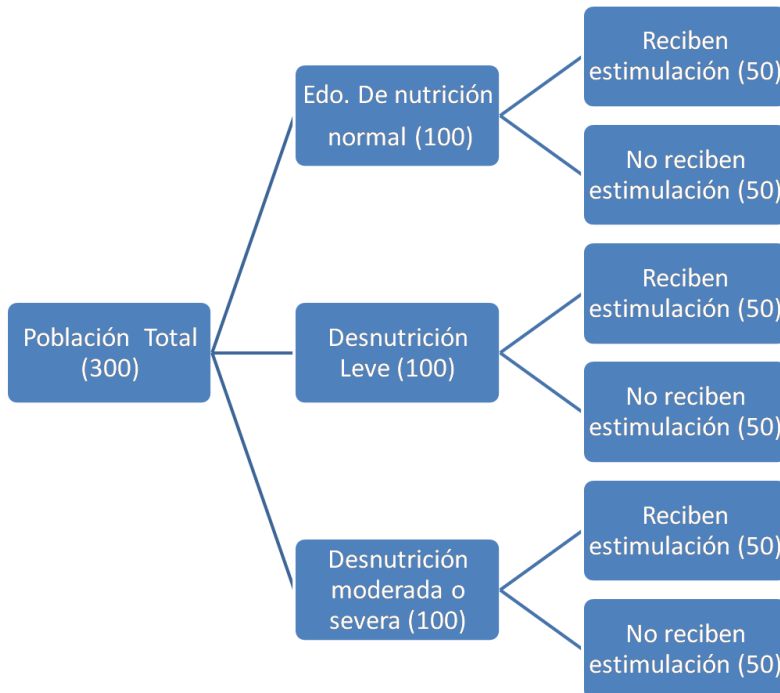 Población Total
(300)
Edo. De nutrición
normal (100)
Reciben
estimulación (50)
No reciben
estimulación (50)
Desnutrición
Leve (100)
Reciben
estimulación (50)
No reciben
estimulación (50)
Desnutrición
moderada o
severa (100)
Reciben
estimulación (50)
No reciben
estimulación (50)